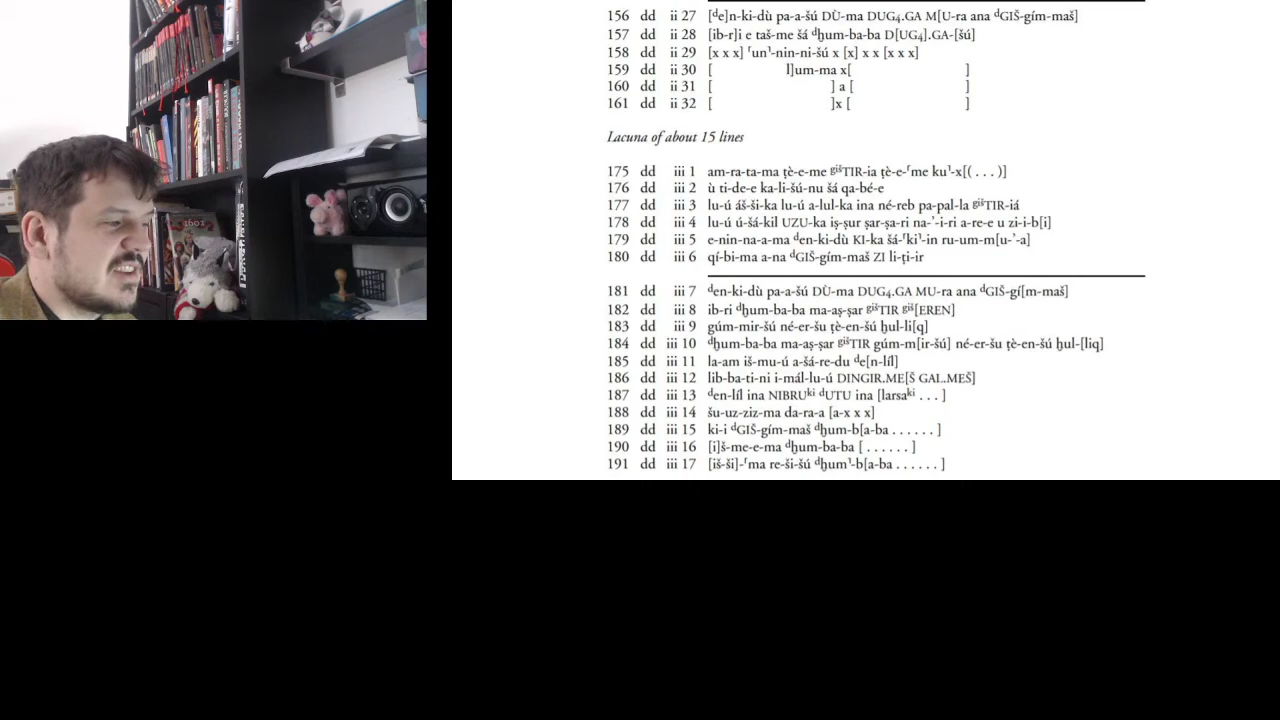 156 dd ii 27 [ᵈe]n-ki-dù pa-a-šú DÙ-ma DUG₄.GA M[U-ra ana ᵈGIŠ-gím-maš]
157 dd ii 28 [ib-r]i e taš-me šá ᵈḫum-ba-ba D[UG₄].GA-[šú]
158 dd ii 29 [x x x] ⸢un⸣-nin-ni-šú x [x] x x [x x x]
159 dd ii 30 [ l]um-ma x[ ]
160 dd ii 31 [ ] a [ ]
161 dd ii 32 [ ]x [ ]
Lacuna of about 15 lines
175 dd iii 1 am-ra-ta-ma ṭè-e-me ᵍⁱˢ̌TIR-ia ṭè-e-⸢me ku⸣-x[( . . . )]
176 dd iii 2 ù ti-de-e ka-li-šú-nu šá qa-bé-e
177 dd iii 3 lu-ú áš-ši-ka lu-ú a-lul-ka ina né-reb pa-pal-la ᵍⁱˢ̌TIR-iá
178 dd iii 4 lu-ú ú-šá-kil UZU-ka iṣ-ṣur ṣar-ṣa-ri na-ʾ-i-ri a-re-e u zi-i-b[i]
179 dd iii 5 e-nin-na-a-ma ᵈen-ki-dù KI-ka šá-⸢ki⸣-in ru-um-m[u-ʾ-a]
180 dd iii 6 qí-bi-ma a-na ᵈGIŠ-gím-maš ZI li-ṭi-ir
181 dd iii 7 ᵈen-ki-dù pa-a-šú DÙ-ma DUG₄.GA MU-ra ana ᵈGIŠ-gí[m-maš]
182 dd iii 8 ib-ri ᵈḫum-ba-ba ma-aṣ-ṣar ᵍⁱˢ̌TIR ᵍⁱˢ̌[EREN]
183 dd iii 9 gúm-mir-šú né-er-šu ṭè-en-šú ḫul-li[q]
184 dd iii 10 ᵈḫum-ba-ba ma-aṣ-ṣar ᵍⁱˢ̌TIR gúm-m[ir-šú] né-er-šu ṭè-en-šú ḫul-[liq]
185 dd iii 11 la-am iš-mu-ú a-šá-re-du ᵈe[n-líl]
186 dd iii 12 lib-ba-ti-ni i-mál-lu-ú DINGIR.ME[Š GAL.MEŠ]
187 dd iii 13 ᵈen-líl ina NIBRUᵏⁱ ᵈUTU ina [larsaᵏⁱ . . . ]
188 dd iii 14 šu-uz-ziz-ma da-ra-a [a-x x x]
189 dd iii 15 ki-i ᵈGIŠ-gím-maš ᵈḫum-b[a-ba . . . . . . ]
190 dd iii 16 [i]š-me-e-ma ᵈḫum-ba-ba [ . . . . . . ]
191 dd iii 17 [iš-ši]-⸢ma re-ši-šú ᵈḫum⸣-b[a-ba . . . . . . ]